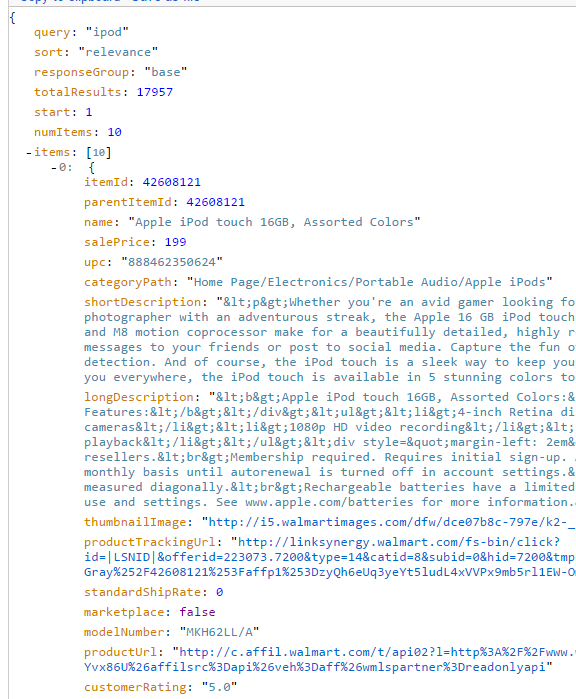 {
query: "ipod"
sort: "relevance"
responseGroup: "base"
totalResults: 17957
start: 1
numItems: 10
-items: [10]
-0: {
itemId: 42608121
parentItemId: 42608121
name: "Apple iPod touch 16GB, Assorted Colors"
salePrice: 199
upc: "888462350624"
categoryPath: "Home Page/Electronics/Portable Audio/Apple iPods"
shortDescription: "&lt;p&gt;Whether you're an avid gamer looking fo
photographer with an adventurous streak, the Apple 16 GB iPod touch
and M8 motion coprocessor make for a beautifully detailed, highly r
messages to your friends or post to social media. Capture the fun o
detection. And of course, the iPod touch is a sleek way to keep you
you everywhere, the iPod touch is available in 5 stunning colors to
longDescription: "&lt;b&gt;Apple iPod touch 16GB, Assorted Colors:&
Features:&lt;/b&gt;&lt;/div&gt;&lt;ul&gt;&lt;li&gt;4-inch Retina di
cameras&lt;/li&gt;&lt;li&gt;1080p HD video recording&lt;/li&gt;&lt;
playback&lt;/li&gt;&lt;/ul&gt;&lt;div style=&quot;margin-left: 2em&
resellers.&lt;br&gt;Membership required. Requires initial sign-up.
monthly basis until autorenewal is turned off in account settings.&
measured diagonally.&lt;br&gt;Rechargeable batteries have a limited
use and settings. See www.apple.com/batteries for more information.
thumbnailImage: "http://i5.walmartimages.com/dfw/dce07b8c-797e/k2-_
productTrackingUrl: "http://linksynergy.walmart.com/fs-bin/click?
id=|LSNID|&offerid=223073.7200&type=14&catid=8&subid=0&hid=7200&tmp
Gray%252F42608121%253Faffp1%253DzyQh6eUq3yeYt5ludL4xVVPx9mb5rl1EW-O
standardShipRate: 0
marketplace: false
modelNumber: "MKH62LL/A"
productUrl: "http://c.affil.walmart.com/t/api02?l=http%3A%2F%2Fwww.
Yvx86U%26affilsrc%3Dapi%26veh%3Daff%26wmlspartner%3Dreadonlyapi"
customerRating: "5.0"